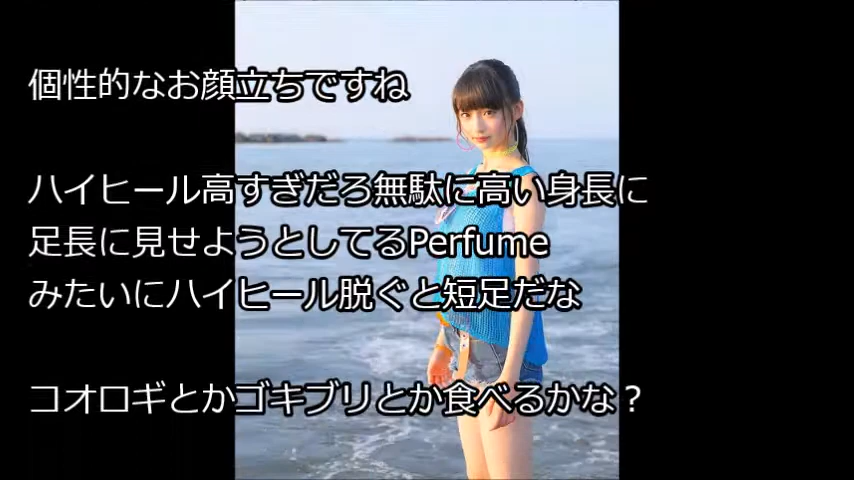 個性的なお顔立ちですね
ハイヒール高すぎだろ無駄に高い身長に
足長に見せようとしてるPerfume
みたいにハイヒール脱ぐと短足だな
コオロギとかゴキブリとか食べるかな？